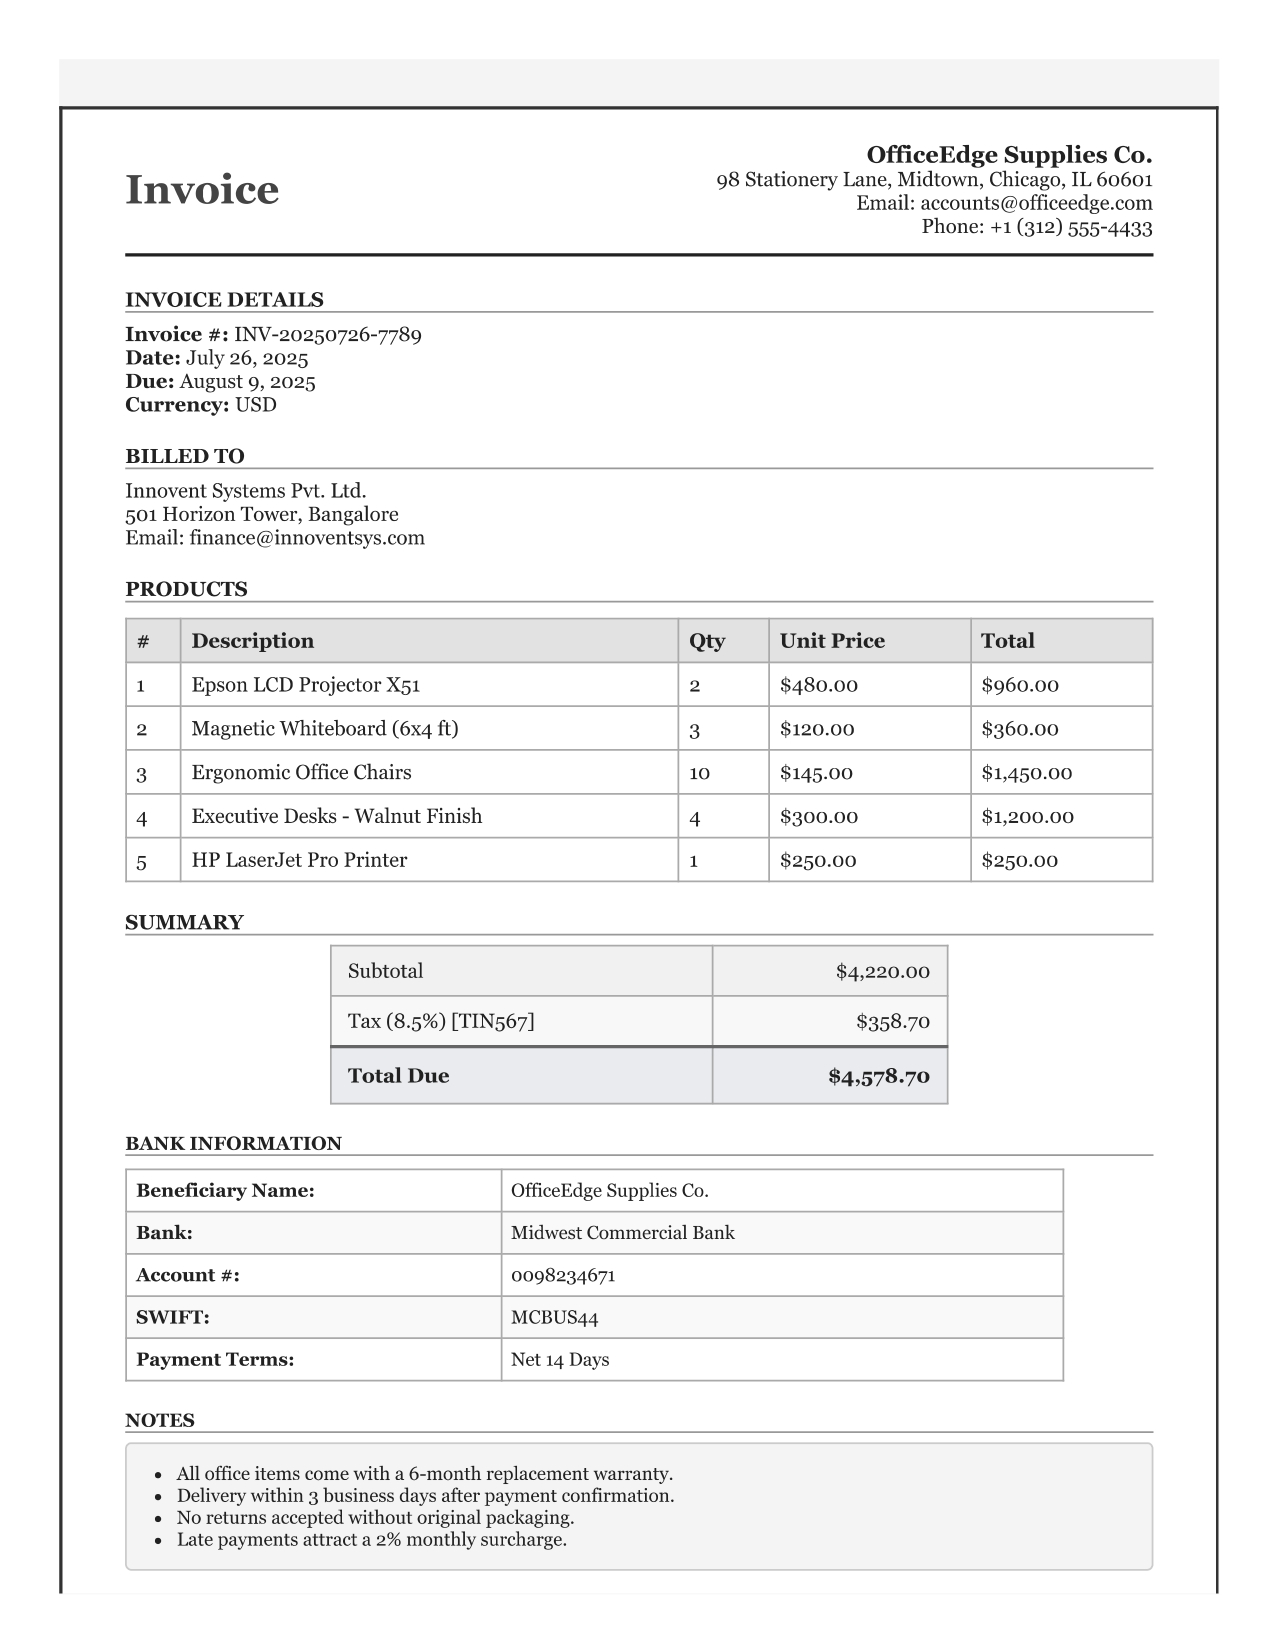 Invoice
OfficeEdge Supplies Co.
98 Stationery Lane, Midtown, Chicago, IL 60601
Email: accounts@officeedge.com
Phone: +1 (312) 555-4433
INVOICE DETAILS
Invoice #: INV-20250726-7789
Date: July 26, 2025
Due: August 9, 2025
Currency: USD
BILLED TO
Innovent Systems Pvt. Ltd.
501 Horizon Tower, Bangalore
Email: finance@innoventsys.com
PRODUCTS
# Description Qty Unit Price Total
1 Epson LCD Projector X51 2 $480.00 $960.00
2 Magnetic Whiteboard (6x4 ft) 3 $120.00 $360.00
3 Ergonomic Office Chairs 10 $145.00 $1,450.00
4 Executive Desks - Walnut Finish 4 $300.00 $1,200.00
5 HP LaserJet Pro Printer 1 $250.00 $250.00
SUMMARY
Subtotal $4,220.00
Tax (8.5%) [TIN567] $358.70
Total Due $4,578.70
BANK INFORMATION
Beneficiary Name: OfficeEdge Supplies Co.
Bank: Midwest Commercial Bank
Account #: 0098234671
SWIFT: MCBUS44
Payment Terms: Net 14 Days
NOTES
• All office items come with a 6-month replacement warranty.
• Delivery within 3 business days after payment confirmation.
• No returns accepted without original packaging.
• Late payments attract a 2% monthly surcharge.